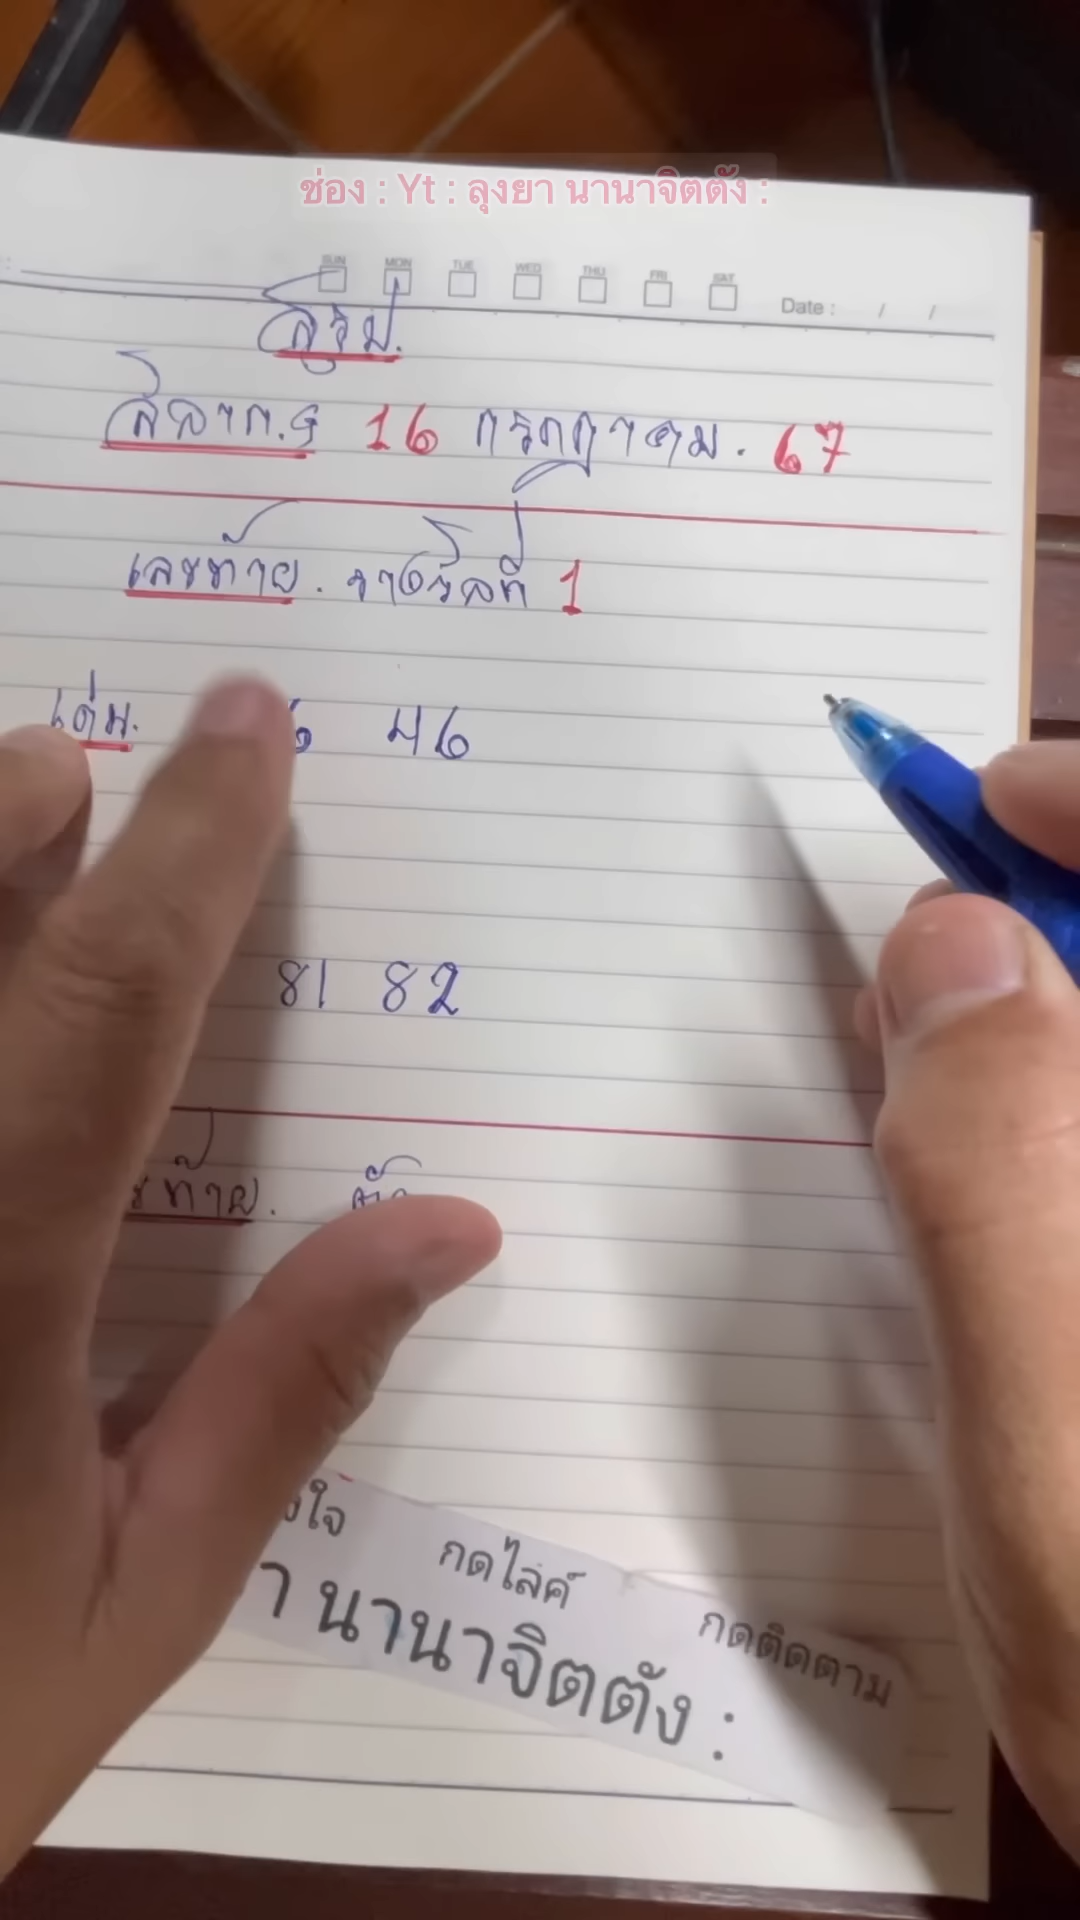 ช่อง : Yt : ลุงยา นานาจิตตัง :
SUN MON TUE WED THU FRI SAT
Date : / /
สรุป.
สลาก.ฯ 16 กรกฎาคม. 67
เลขท้าย. รางวัลที่ 1
เด่น. 6 46
81 82
ท้าย.
ใจ กดไลค์ กดติดตาม
า นานาจิตตัง :